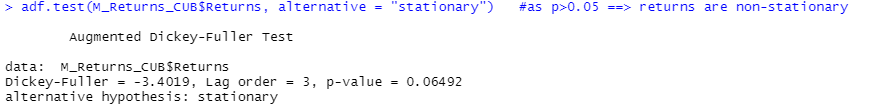 > adf.test(M_Returns_CUB$Returns, alternative = "stationary")   #as p>0.05 ==> returns are non-stationary
Augmented Dickey-Fuller Test
data:  M_Returns_CUB$Returns
Dickey-Fuller = -3.4019, Lag order = 3, p-value = 0.06492
alternative hypothesis: stationary